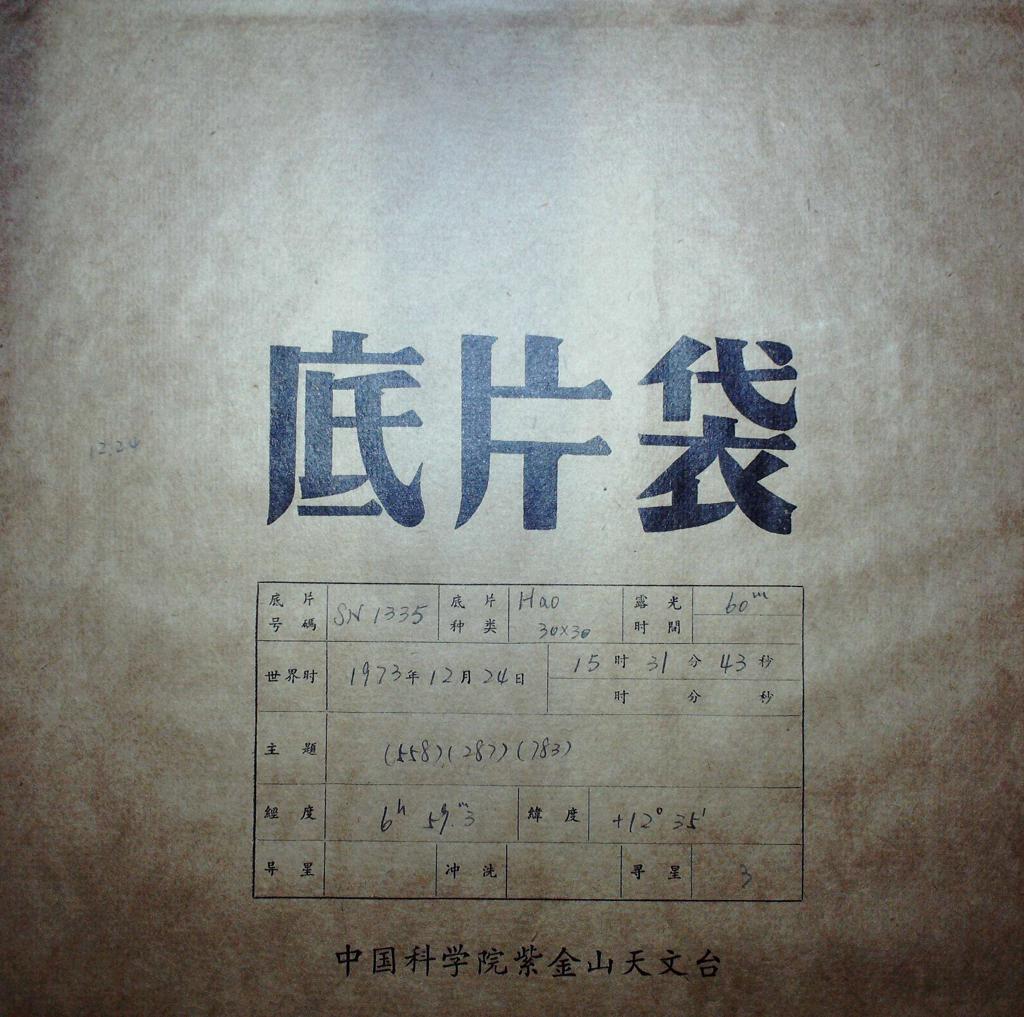 底片袋
12.24
底片号碼 SN 1335 底片种类 Hao 30×30 露光时間 60ᵐ
世界时 1973年12月24日 15时31分43秒
时 分 秒
主題 (558)(287)(783)
經度 6ʰ 59.ᵐ3 緯度 +12° 35′
导星 冲洗 寻星 3
中国科学院紫金山天文台